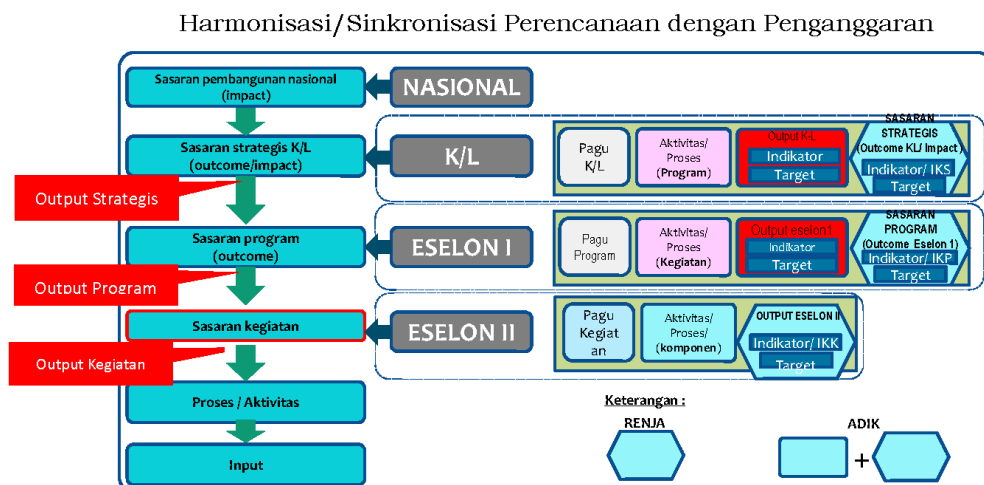 Harmonisasi/Sinkronisasi Perencanaan dengan Penganggaran
Sasaran pembangunan nasional
(impact)
NASIONAL
Sasaran strategis K/L
(outcome/impact)
K/L
Pagu
K/L
Aktivitas/
Proses
(Program)
Output K-L
Indikator
Target
SASARAN
STRATEGIS
(Outcome KL/ Impact)
Indikator/ IKS
Target
Output Strategis
Sasaran program
(outcome)
ESELON I
Pagu
Program
Aktivitas/
Proses
(Kegiatan)
Output eselon1
Indikator
Target
SASARAN
PROGRAM
(Outcome Eselon 1)
Indikator/ IKP
Target
Output Program
Sasaran kegiatan
ESELON II
Pagu
Kegiat
an
Aktivitas/
Proses/
(komponen)
OUTPUT ESELON II
Indikator/ IKK
Target
Output Kegiatan
Proses / Aktivitas
Input
Keterangan :
RENJA
ADIK
+